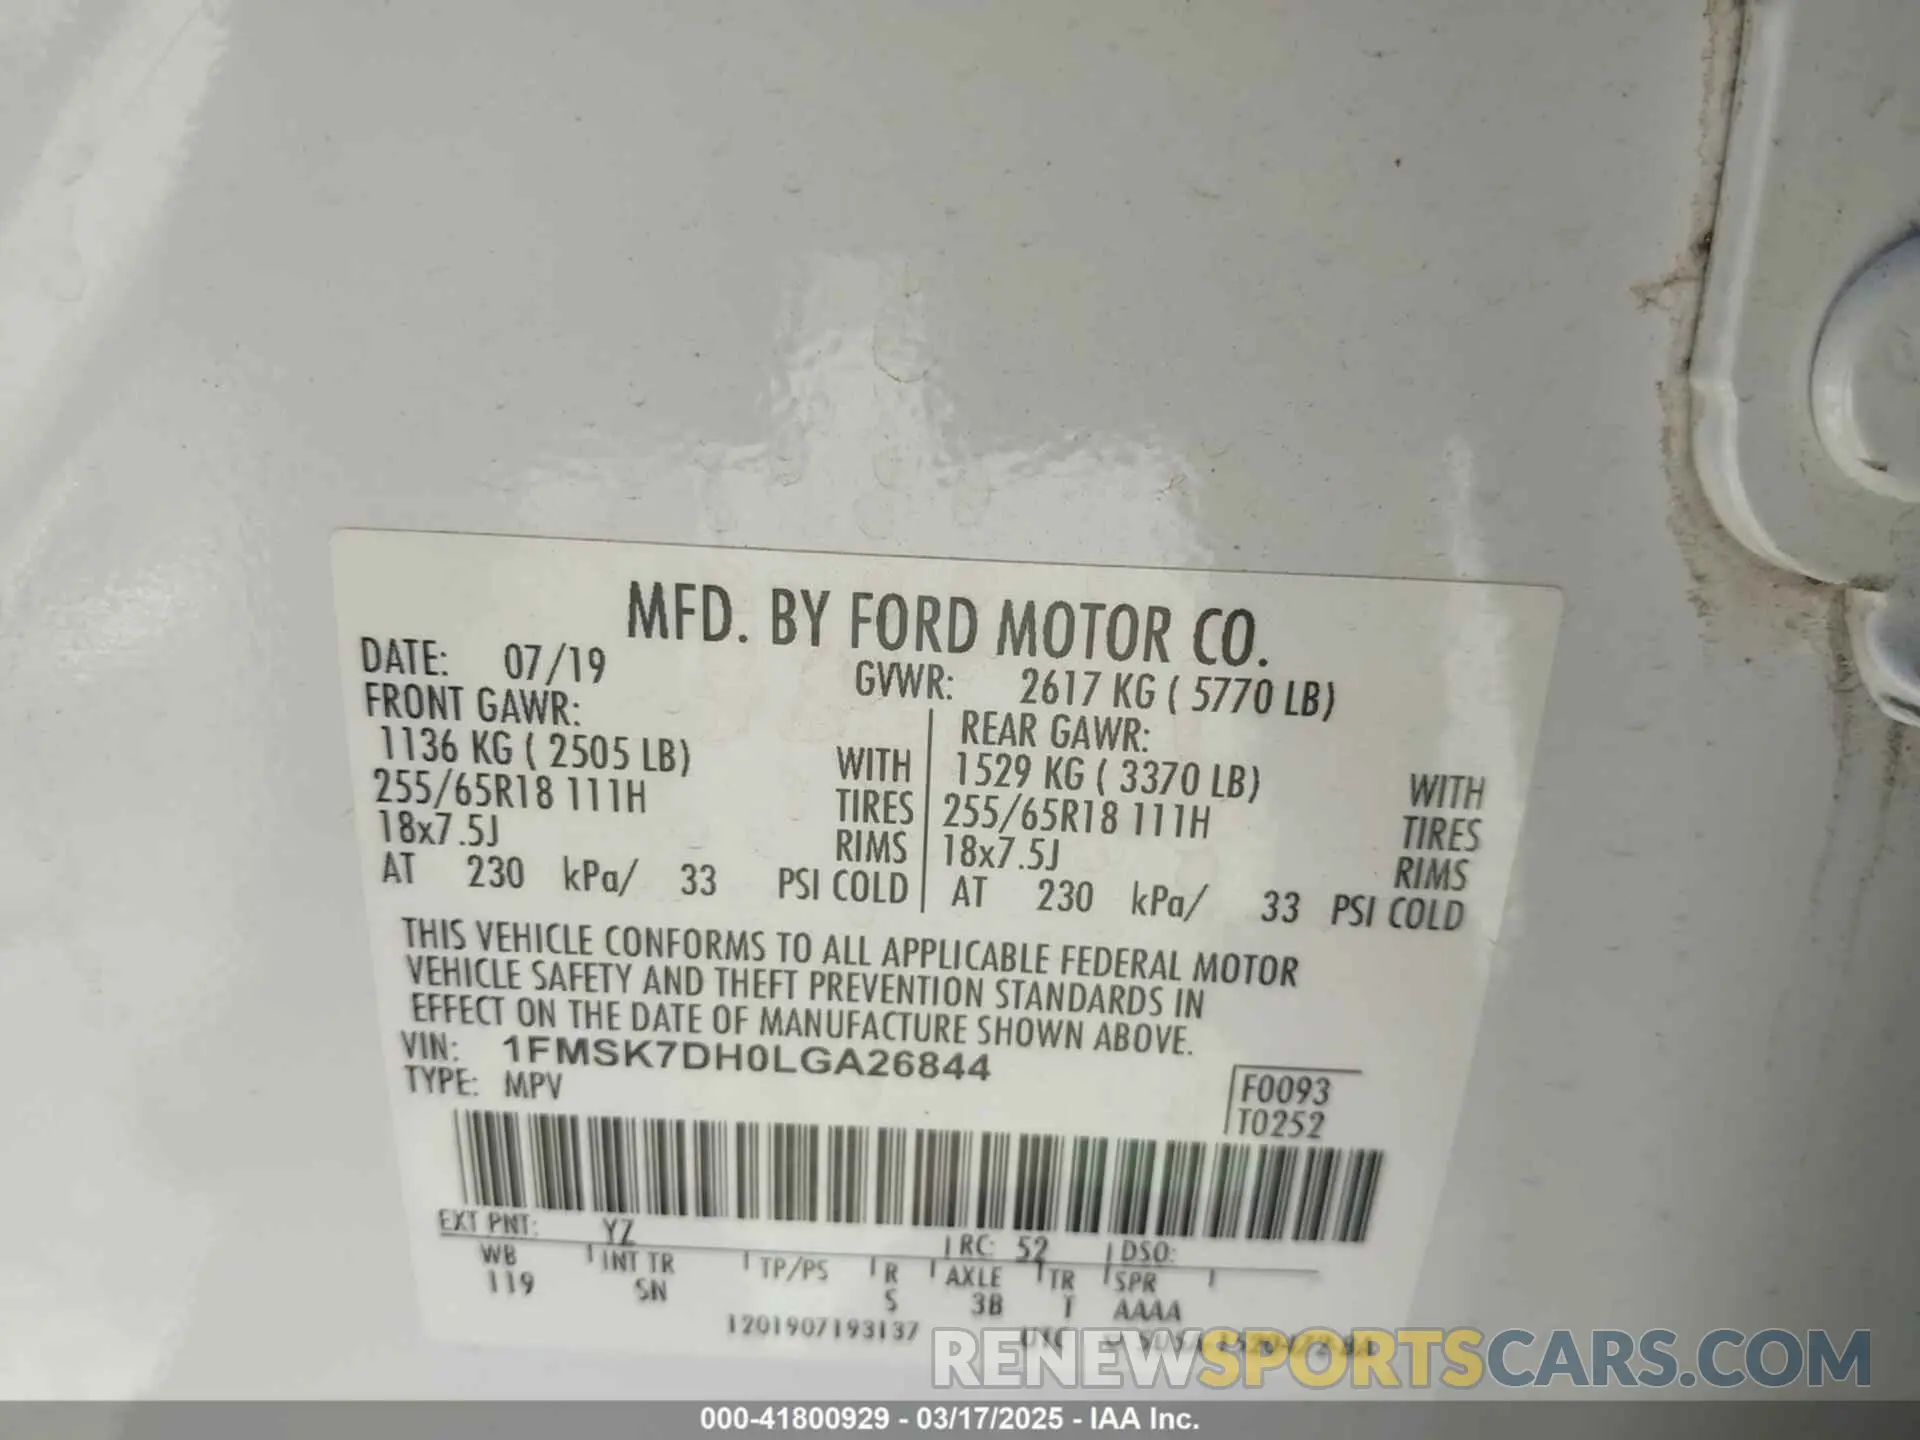 MFD. BY FORD MOTOR CO.
DATE: 07/19 GVWR: 2617 KG ( 5770 LB)
FRONT GAWR: REAR GAWR:
1136 KG ( 2505 LB) WITH 1529 KG ( 3370 LB) WITH
255/65R18 111H TIRES 255/65R18 111H TIRES
18x7.5J RIMS 18x7.5J RIMS
AT 230 kPa/ 33 PSI COLD AT 230 kPa/ 33 PSI COLD
THIS VEHICLE CONFORMS TO ALL APPLICABLE FEDERAL MOTOR
VEHICLE SAFETY AND THEFT PREVENTION STANDARDS IN
EFFECT ON THE DATE OF MANUFACTURE SHOWN ABOVE.
VIN: 1FMSK7DH0LGA26844
TYPE: MPV
F0093
T0252
EXT PNT: YZ RC: 52 DSO:
WB INT TR TP/PS R AXLE TR SPR
119 SN S 3B T AAAA
1201907193137 UTC
RENEWSPORTSCARS.COM
000-41800929 - 03/17/2025 - IAA Inc.